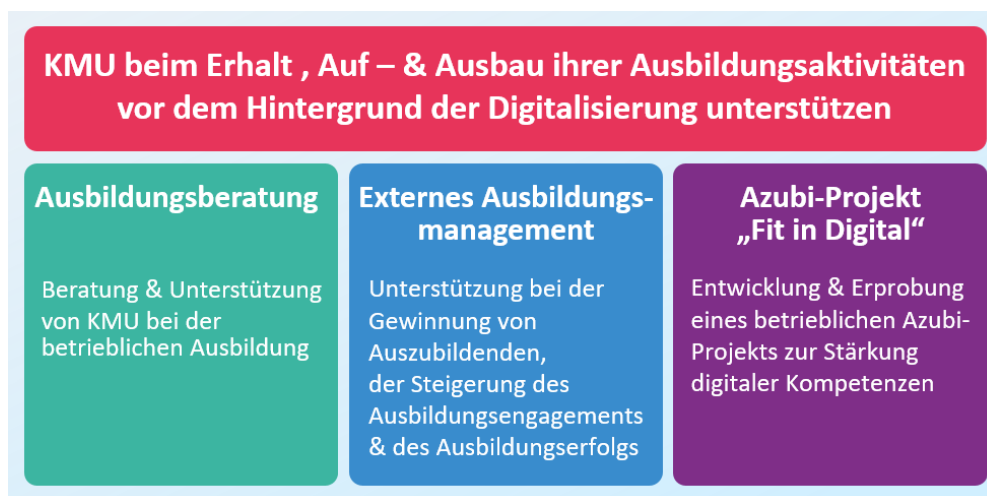 KMU beim Erhalt , Auf – & Ausbau ihrer Ausbildungsaktivitäten
vor dem Hintergrund der Digitalisierung unterstützen
Ausbildungsberatung
Beratung & Unterstützung
von KMU bei der
betrieblichen Ausbildung
Externes Ausbildungs-
management
Unterstützung bei der
Gewinnung von
Auszubildenden,
der Steigerung des
Ausbildungsengagements
& des Ausbildungserfolgs
Azubi-Projekt
„Fit in Digital“
Entwicklung & Erprobung
eines betrieblichen Azubi-
Projekts zur Stärkung
digitaler Kompetenzen